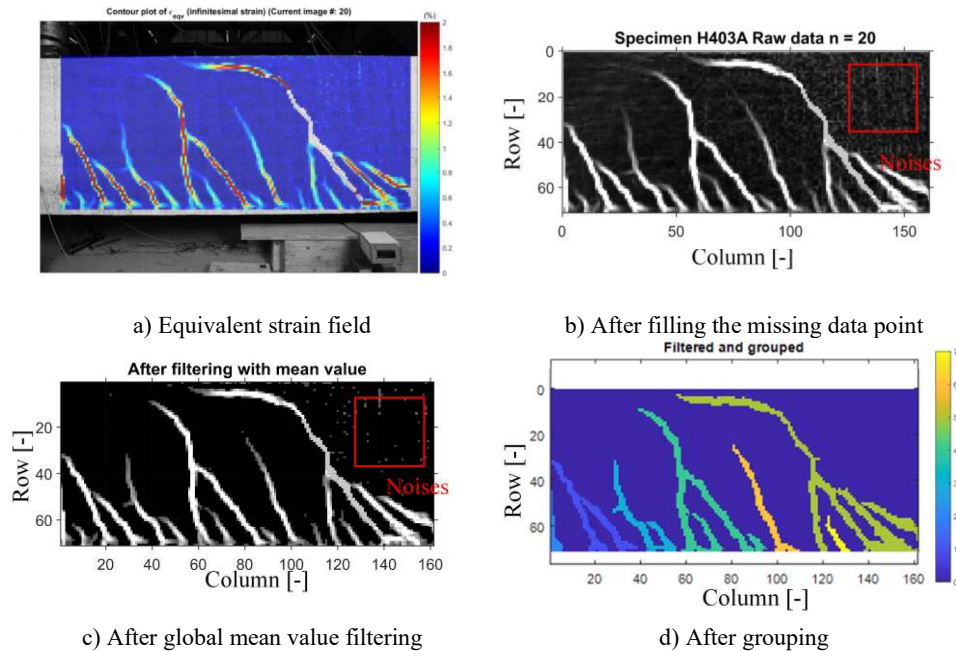 Contour plot of ε_eqv (infinitesimal strain) (Current image #: 20)
(%)
2
1.8
1.6
1.4
1.2
1
0.8
0.6
0.4
0.2
0
a) Equivalent strain field
Specimen H403A Raw data n = 20
0
20
40
60
Row [-]
Noises
0
50
100
150
Column [-]
b) After filling the missing data point
After filtering with mean value
20
40
60
Row [-]
Noises
20
40
60
80
100
120
140
160
Column [-]
c) After global mean value filtering
Filtered and grouped
0
20
40
60
Row [-]
20
40
60
80
100
120
140
160
Column [-]
d) After grouping